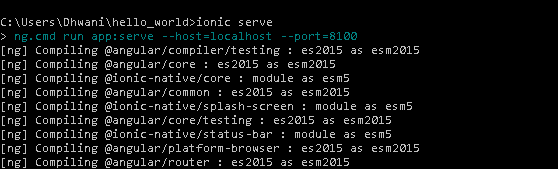 C:\Users\Dhwani\hello_world>ionic serve
> ng.cmd run app:serve --host=localhost --port=8100
[ng] Compiling @angular/compiler/testing : es2015 as esm2015
[ng] Compiling @angular/core : es2015 as esm2015
[ng] Compiling @ionic-native/core : module as esm5
[ng] Compiling @angular/common : es2015 as esm2015
[ng] Compiling @ionic-native/splash-screen : module as esm5
[ng] Compiling @angular/core/testing : es2015 as esm2015
[ng] Compiling @ionic-native/status-bar : module as esm5
[ng] Compiling @angular/platform-browser : es2015 as esm2015
[ng] Compiling @angular/router : es2015 as esm2015